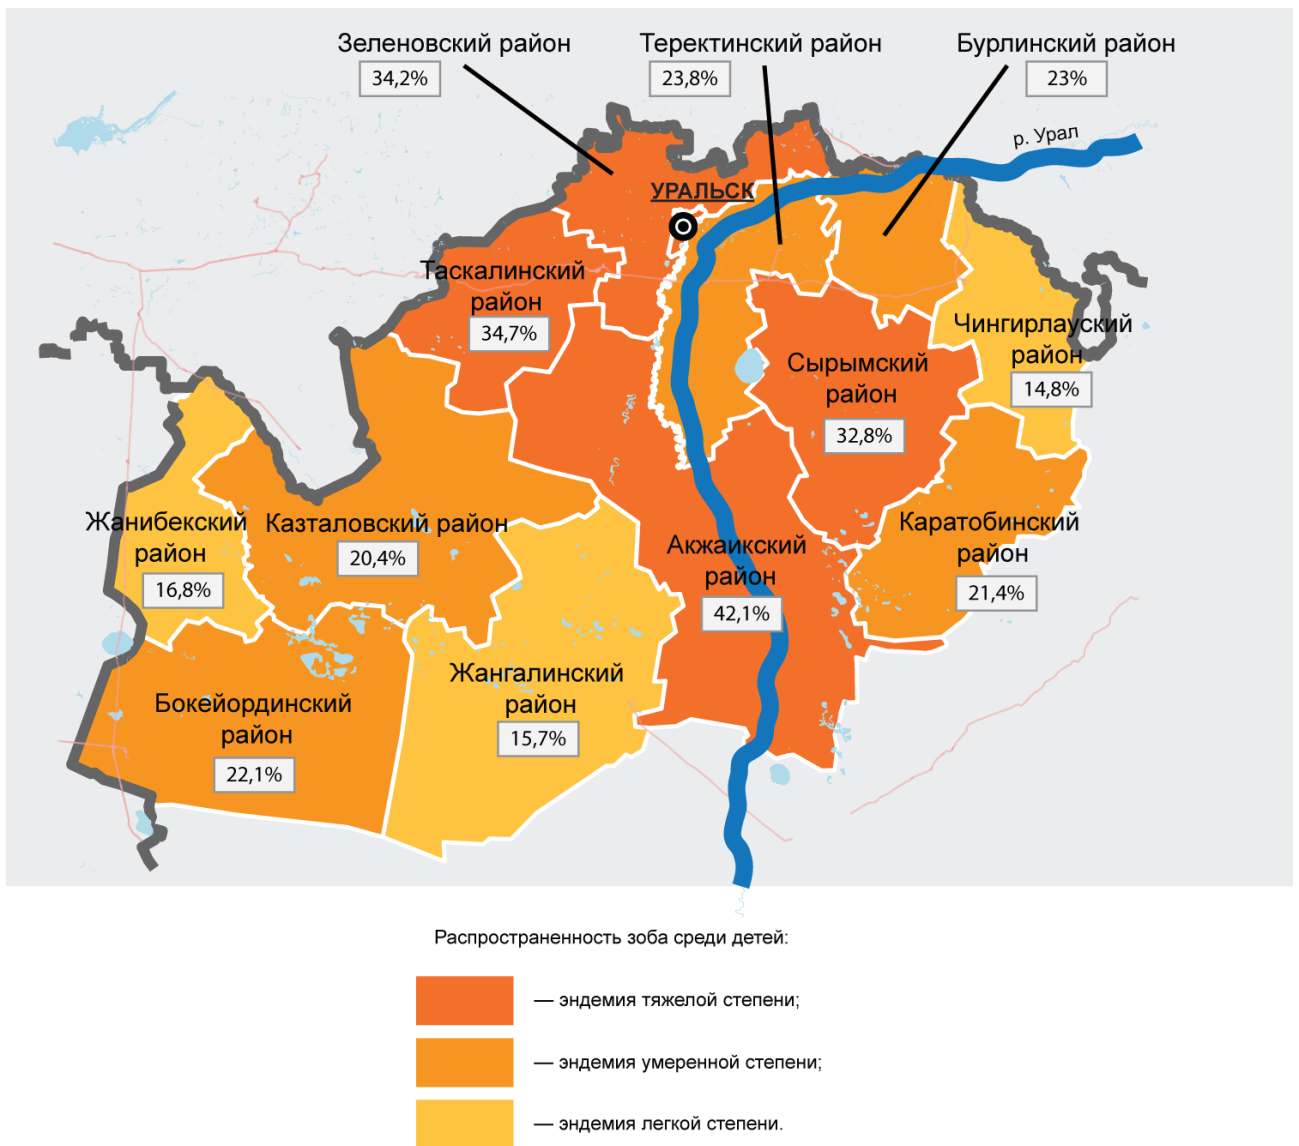 Зеленовский район
34,2%
Теректинский район
23,8%
Бурлинский район
23%
р. Урал
УРАЛЬСК
Таскалинский
район
34,7%
Чингирлауский
район
14,8%
Сырымский
район
32,8%
Жанибекский
район
16,8%
Казталовский район
20,4%
Акжаикский
район
42,1%
Каратобинский
район
21,4%
Жангалинский
район
15,7%
Бокейординский
район
22,1%
Распространенность зоба среди детей:
— эндемия тяжелой степени;
— эндемия умеренной степени;
— эндемия легкой степени.